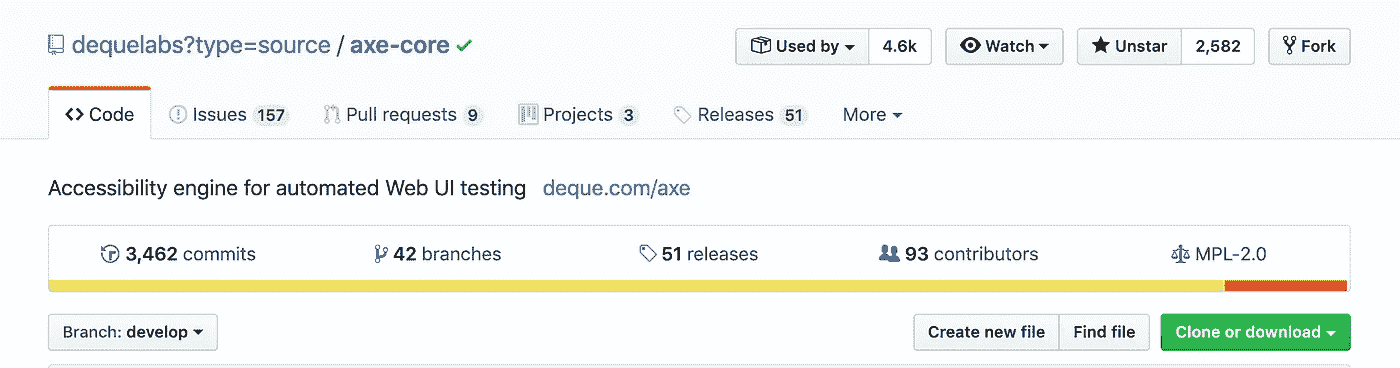 dequelabs?type=source / axe-core Used by 4.6k Watch Unstar 2,582 Fork
Code Issues 157 Pull requests 9 Projects 3 Releases 51 More
Accessibility engine for automated Web UI testing deque.com/axe
3,462 commits 42 branches 51 releases 93 contributors MPL-2.0
Branch: develop Create new file Find file Clone or download